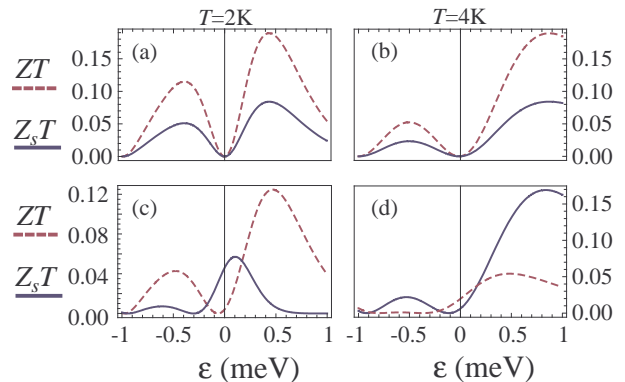 T=2K T=4K
0.15 (a) (b) 0.15
ZT
0.10 0.10
0.05 0.05
ZsT
0.00 0.00
0.12 (c) (d) 0.15
ZT
0.08 0.10
0.04 0.05
ZsT
0.00 0.00
-1 -0.5 0 0.5 1 -1 -0.5 0 0.5 1
ε (meV) ε (meV)